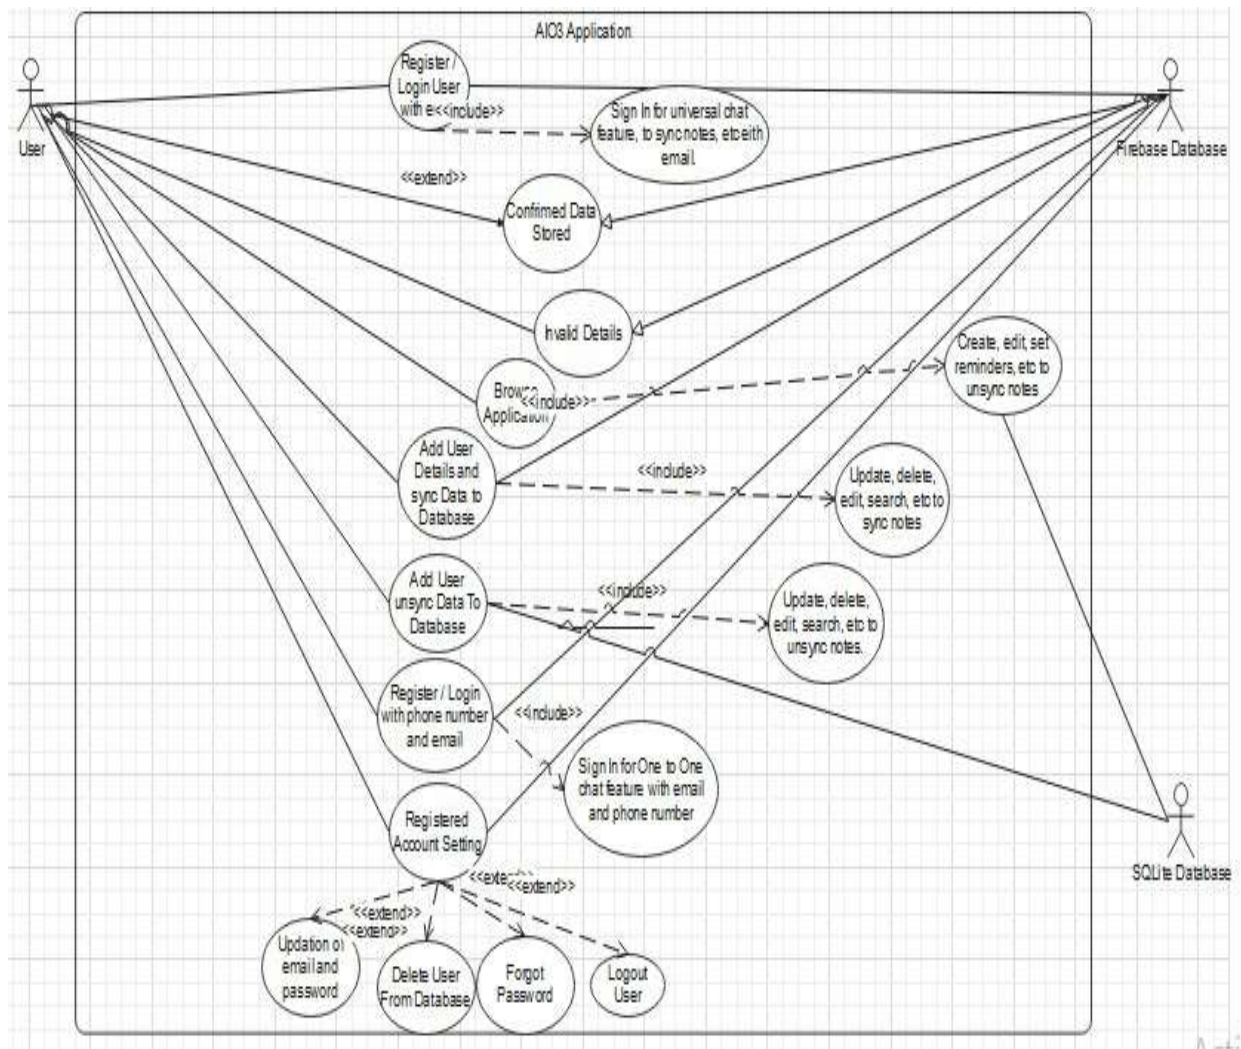 AIO3 Application
Register /
Login User
with e
<<include>>
Sign In for universal chat
feature, to sync notes, etc eith
email.
User
Firebase Database
<<extend>>
Confrimed Data
Stored
Invalid Details
Create, edit, set
reminders, etc to
unsync notes
<<include>>
Add User
Details and
sync Data to
Database
<<include>>
Update, delete,
edit, search, etc to
sync notes
Add User
unsync Data To
Database
<<include>>
Update, delete,
edit, search, etc to
unsync notes.
Register / Login
with phone number
and email
<<include>>
Sign In for One to One
chat feature with email
and phone number
Registered
Account Setting
SQLite Database
<<extend>>
<<extend>>
<<extend>>
Updation of
email and
password
Delete User
From Database
Forgot
Password
Logout
User